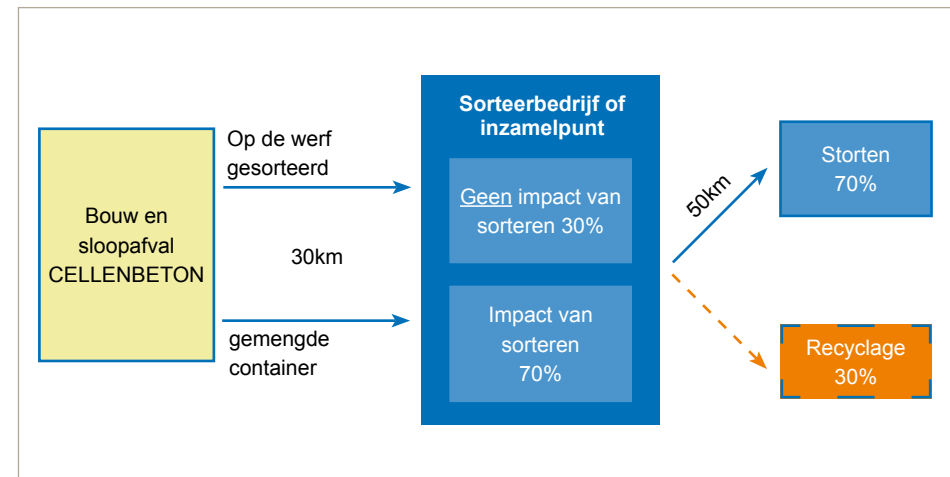 Bouw en
sloopafval
CELLENBETON
Op de werf
gesorteerd
30km
gemengde
container
Sorteerbedrijf of
inzamelpunt
Geen impact van
sorteren 30%
Impact van
sorteren
70%
50km
Storten
70%
Recyclage
30%